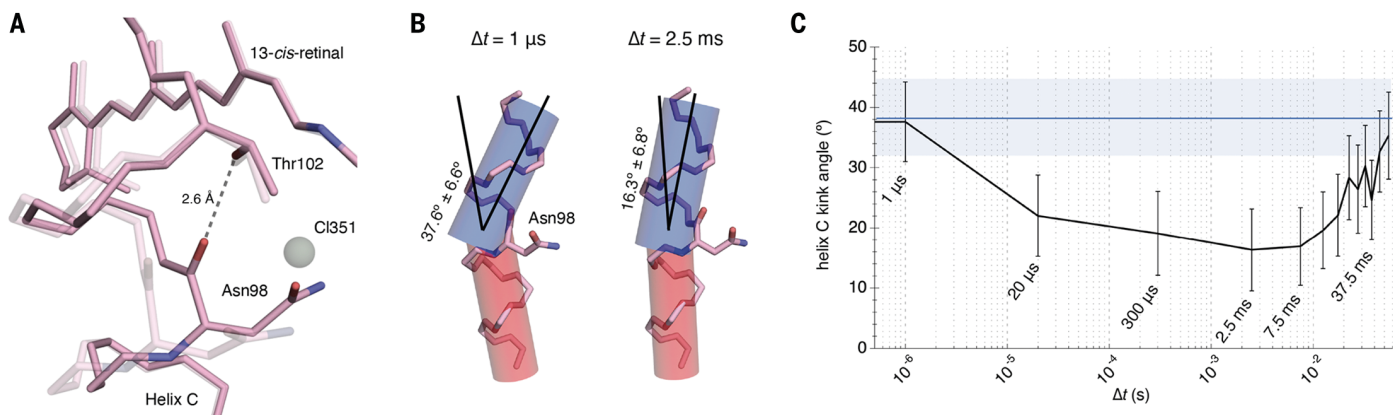 A
13-cis-retinal
Thr102
2.6 Å
Cl351
Asn98
Helix C
B
Δt = 1 µs
Δt = 2.5 ms
37.6° ± 6.6°
16.3° ± 6.8°
Asn98
C
helix C kink angle (°)
50
40
30
20
10
0
1 µs
20 µs
300 µs
2.5 ms
7.5 ms
37.5 ms
10⁻⁶
10⁻⁵
10⁻⁴
10⁻³
10⁻²
Δt (s)